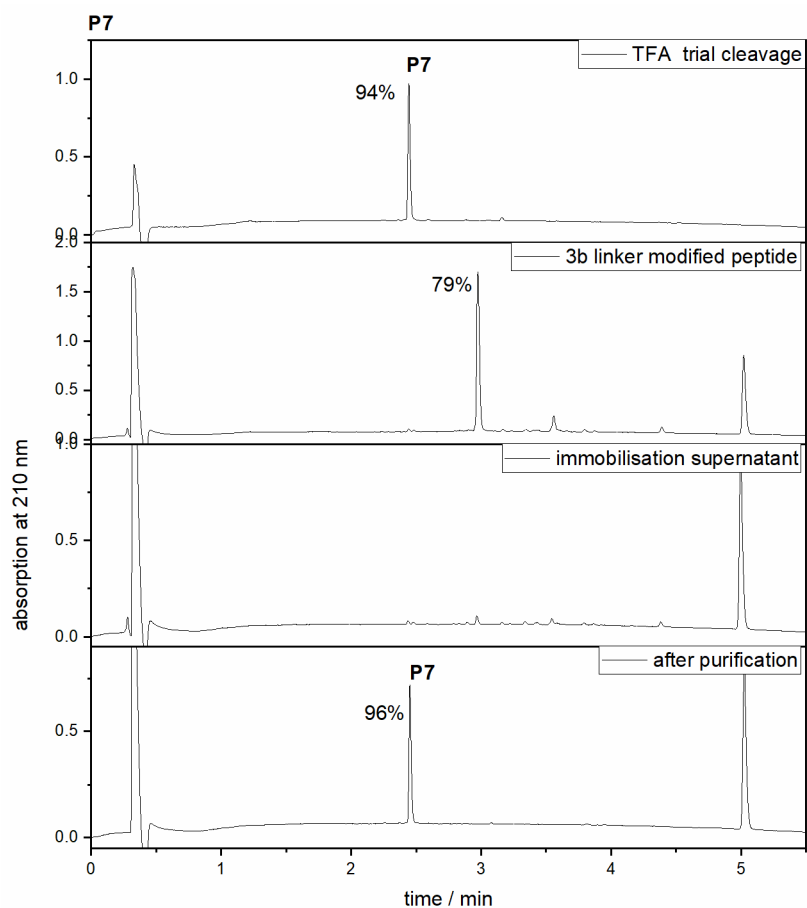 P7
TFA trial cleavage
P7
94%
1.0
0.5
0.0
2.0
3b linker modified peptide
79%
1.5
1.0
0.5
0.0
1.0
immobilisation supernatant
0.5
0.0
after purification
P7
96%
0.5
0.0
0 1 2 3 4 5
time / min
absorption at 210 nm